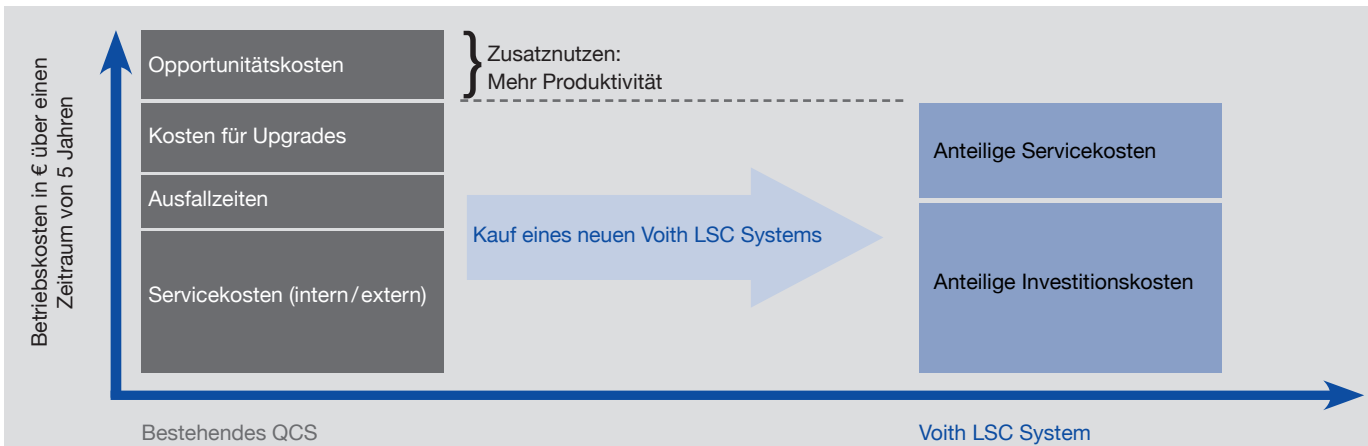 Betriebskosten in € über einen
Zeitraum von 5 Jahren
Opportunitätskosten
Kosten für Upgrades
Ausfallzeiten
Servicekosten (intern/extern)
} Zusatznutzen:
Mehr Produktivität
Kauf eines neuen Voith LSC Systems
Anteilige Servicekosten
Anteilige Investitionskosten
Bestehendes QCS
Voith LSC System